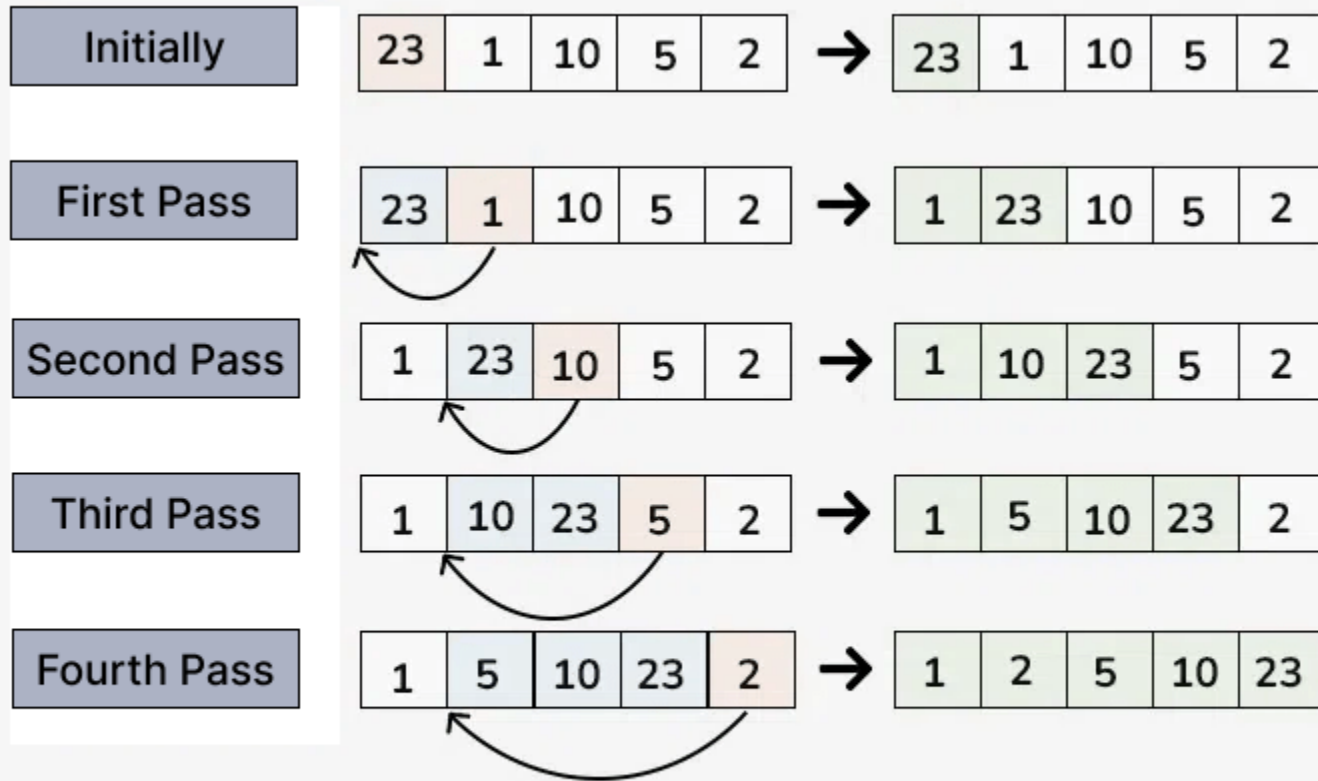 Initially 23 1 10 5 2 → 23 1 10 5 2
First Pass 23 1 10 5 2 → 1 23 10 5 2
Second Pass 1 23 10 5 2 → 1 10 23 5 2
Third Pass 1 10 23 5 2 → 1 5 10 23 2
Fourth Pass 1 5 10 23 2 → 1 2 5 10 23